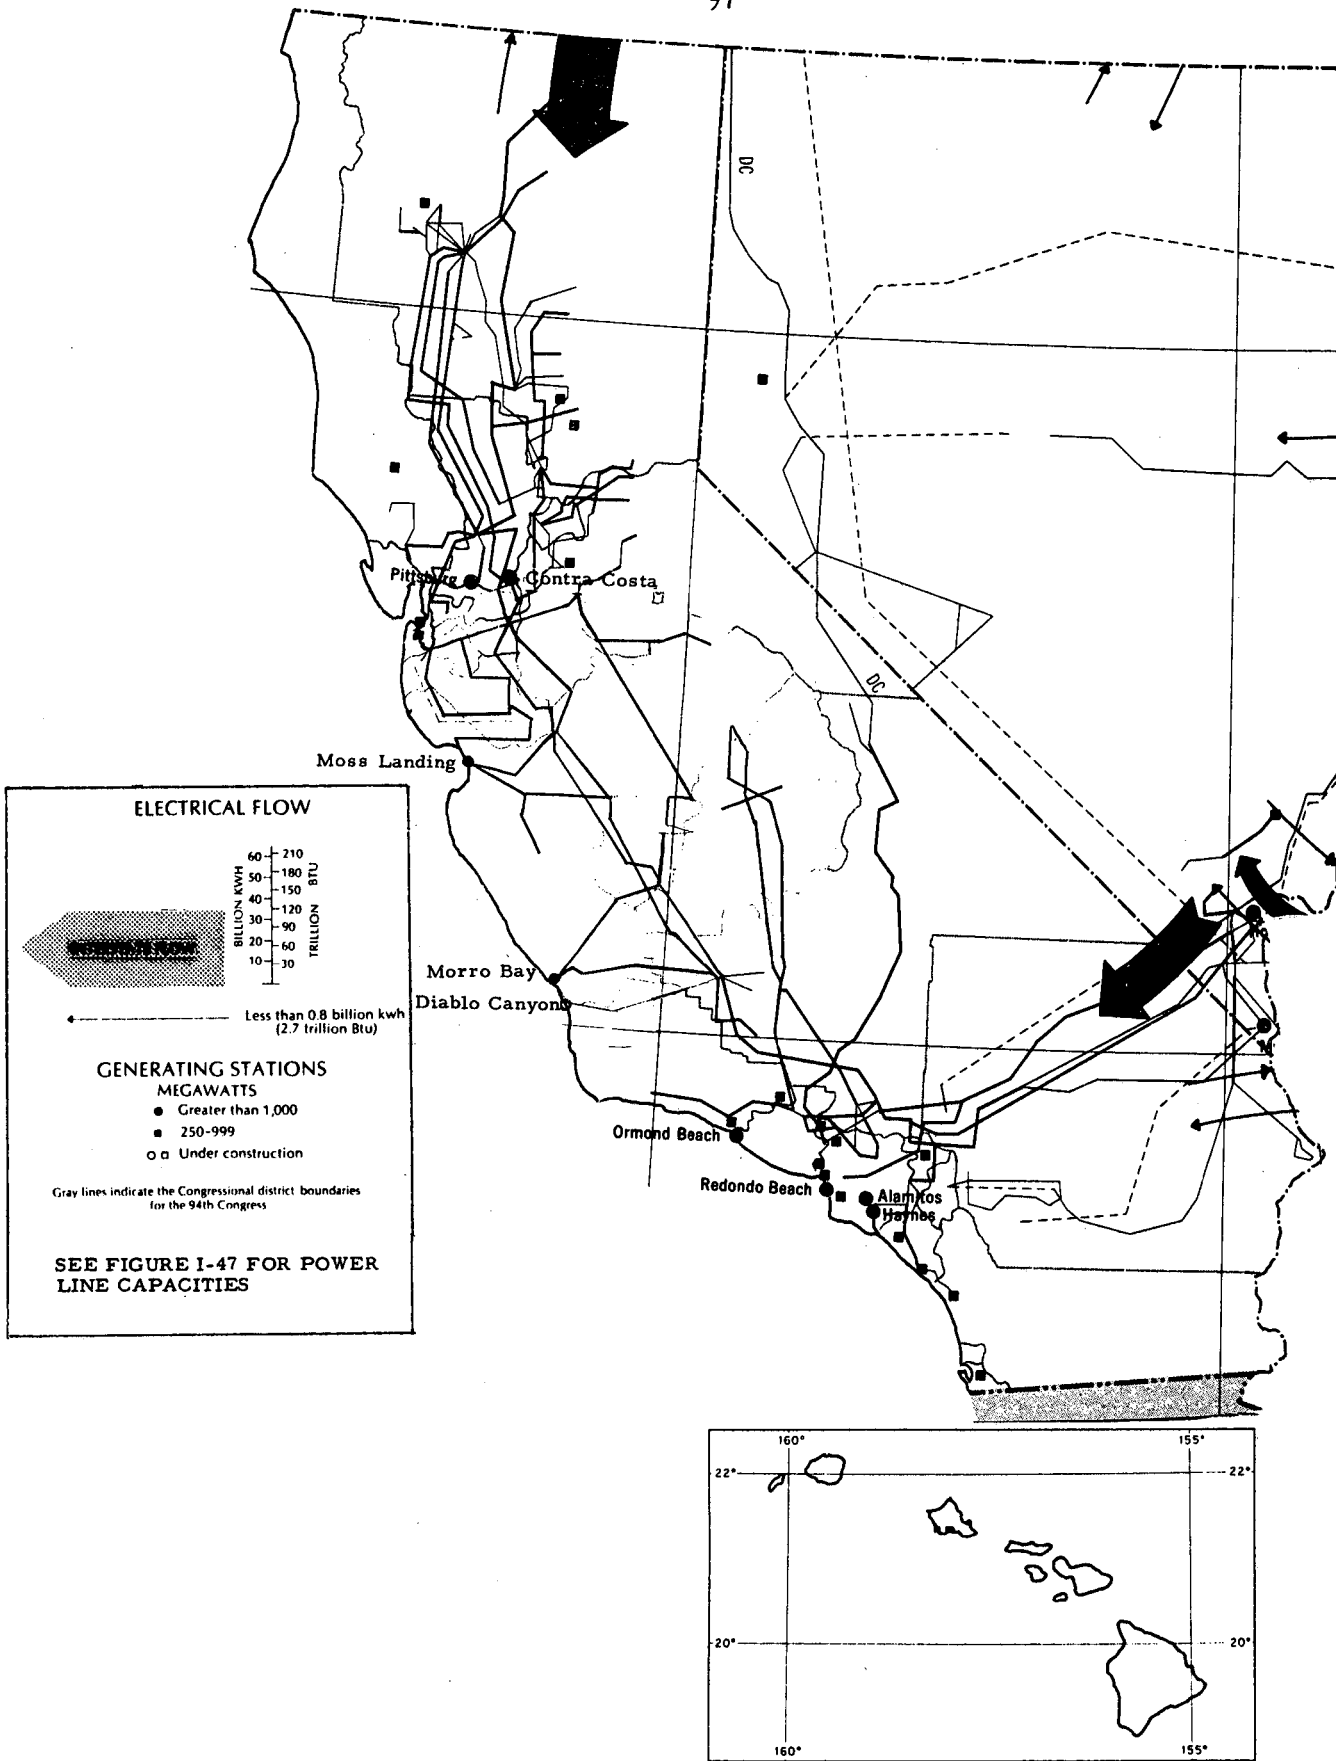 DC
Pittsburg
Contra Costa
DC
Moss Landing
ELECTRICAL FLOW
60 210
50 180
40 150
30 120
20 90
10 60
30
BILLION KWH
TRILLION BTU
INTERSTATE FLOW
Less than 0.8 billion kwh
(2.7 trillion Btu)
GENERATING STATIONS
MEGAWATTS
Greater than 1,000
250-999
Under construction
Gray lines indicate the Congressional district boundaries
for the 94th Congress
SEE FIGURE I-47 FOR POWER
LINE CAPACITIES
Morro Bay
Diablo Canyon
Ormond Beach
Redondo Beach
Alamitos
Haynes
160° 155°
22° 22°
20° 20°
160° 155°